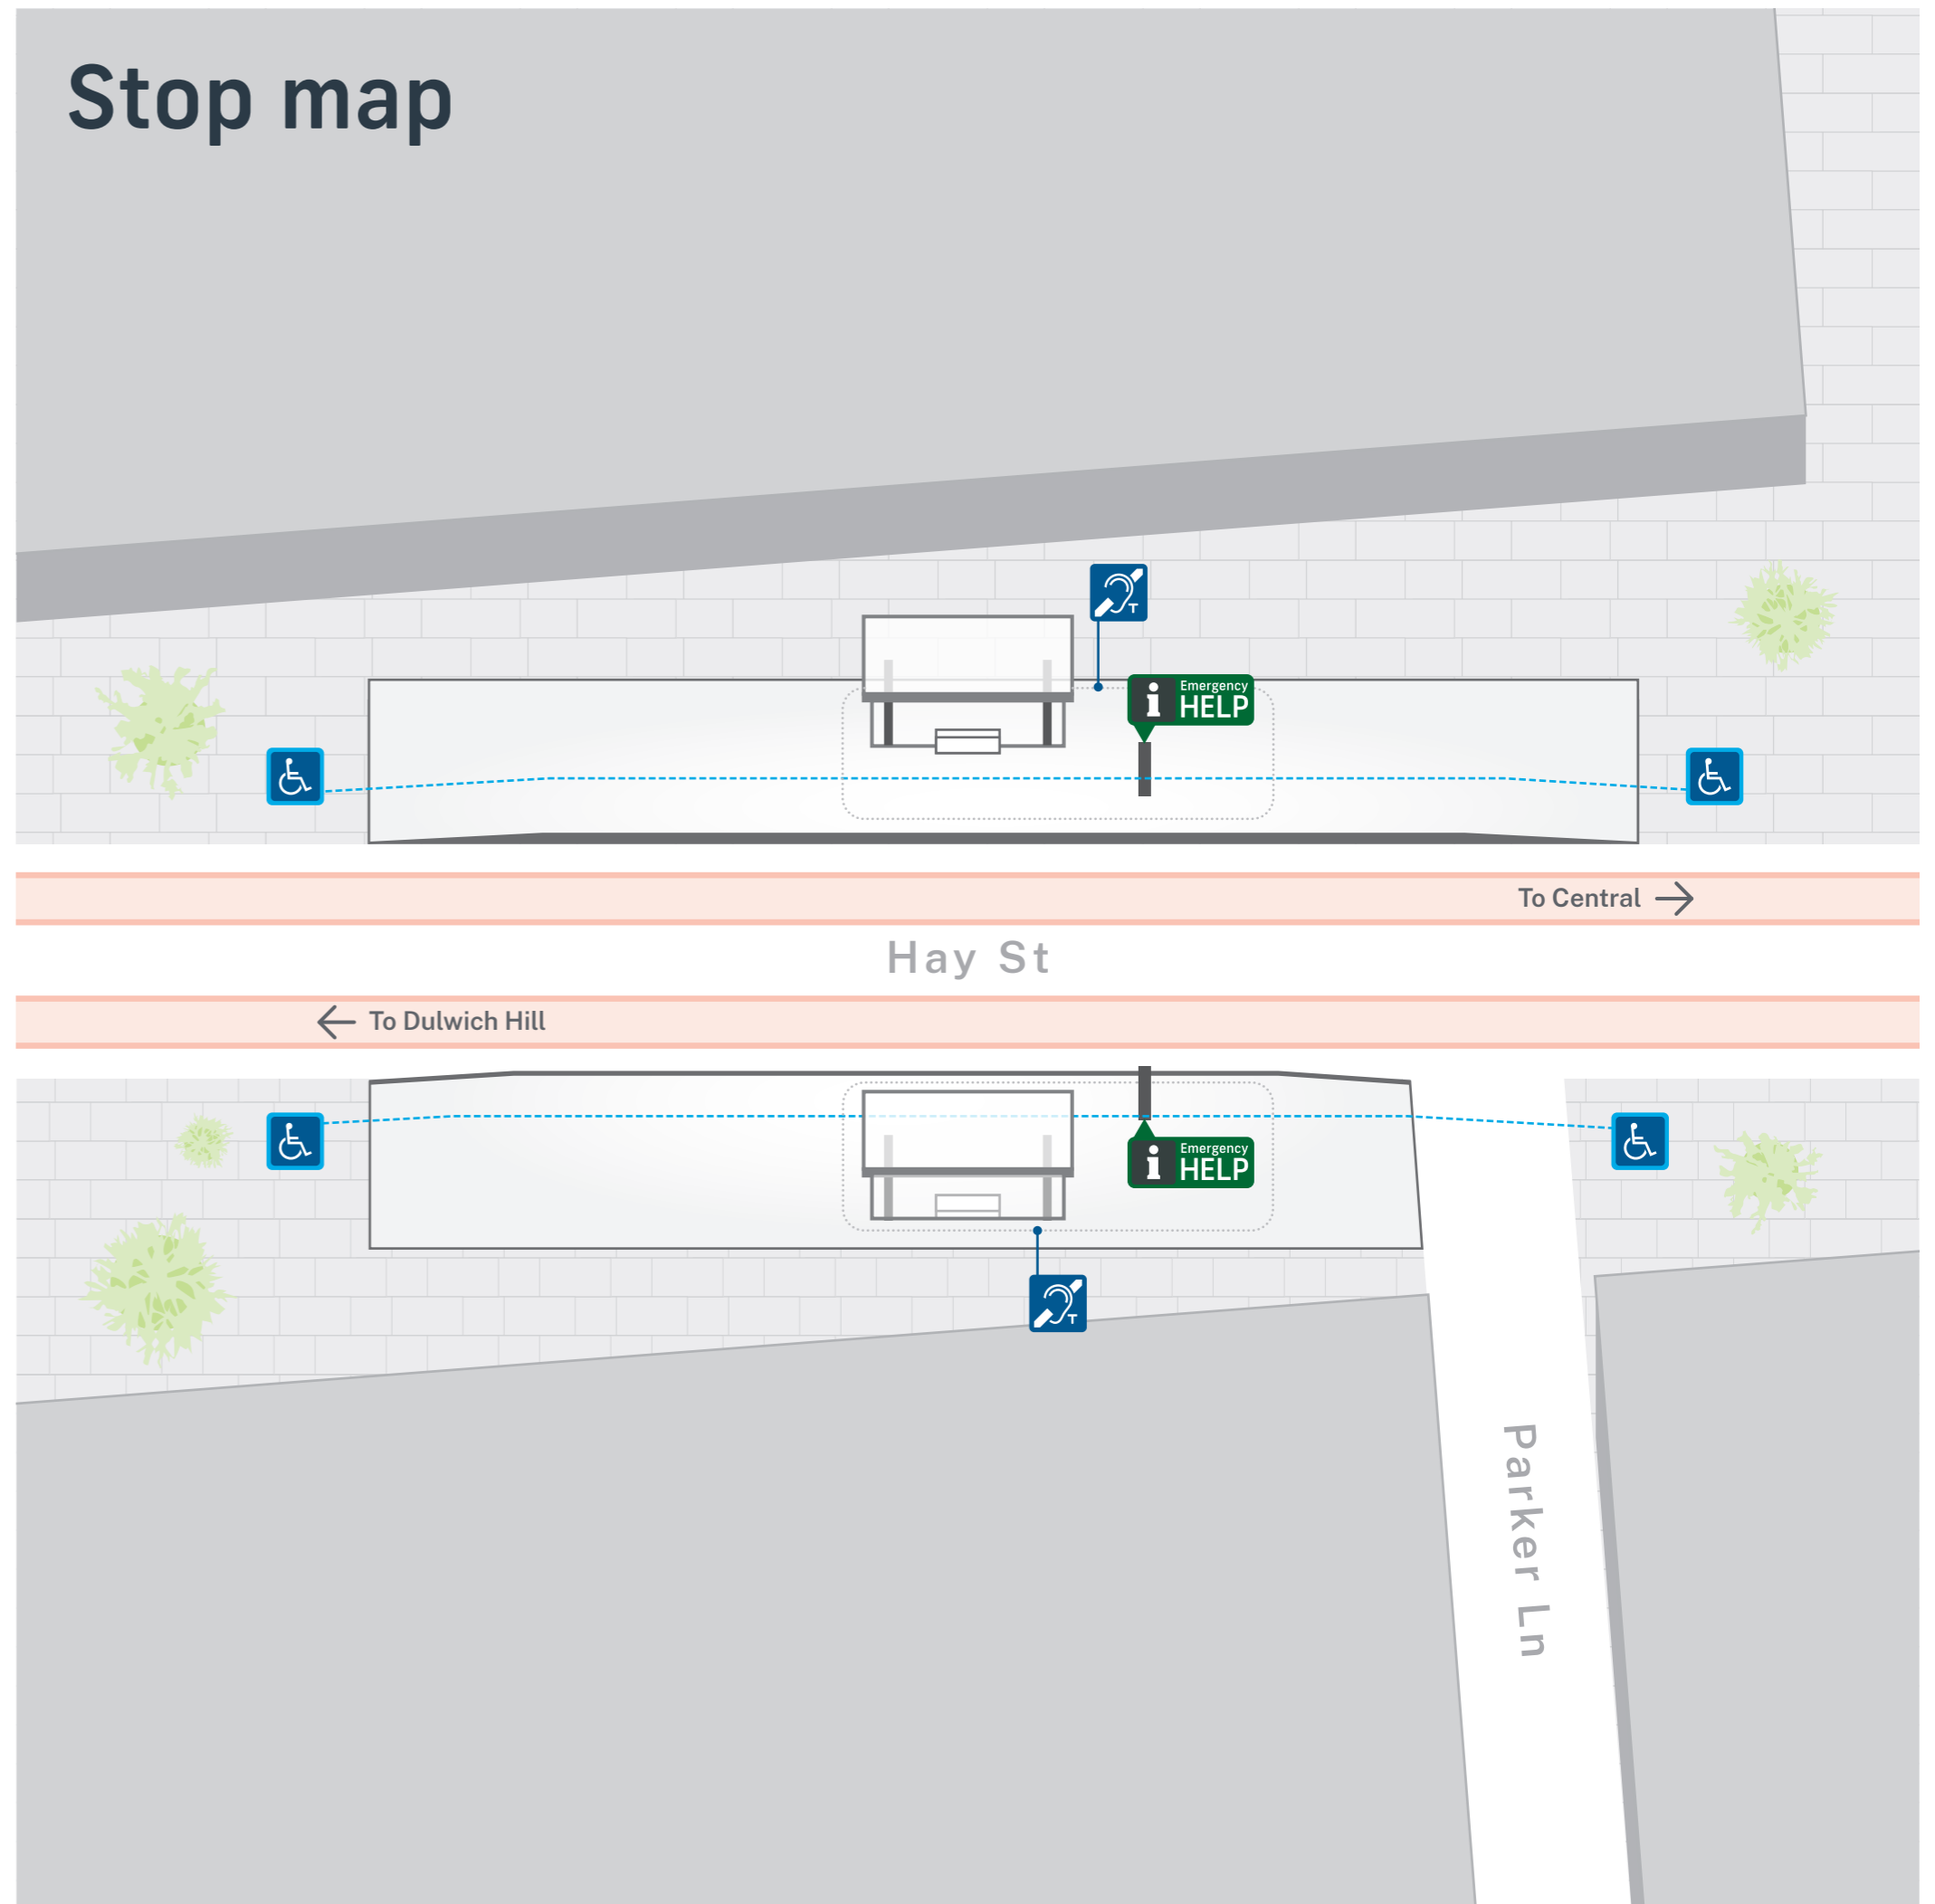 Stop map
T
Emergency
i HELP
To Central
Hay St
To Dulwich Hill
Emergency
i HELP
T
Parker Ln